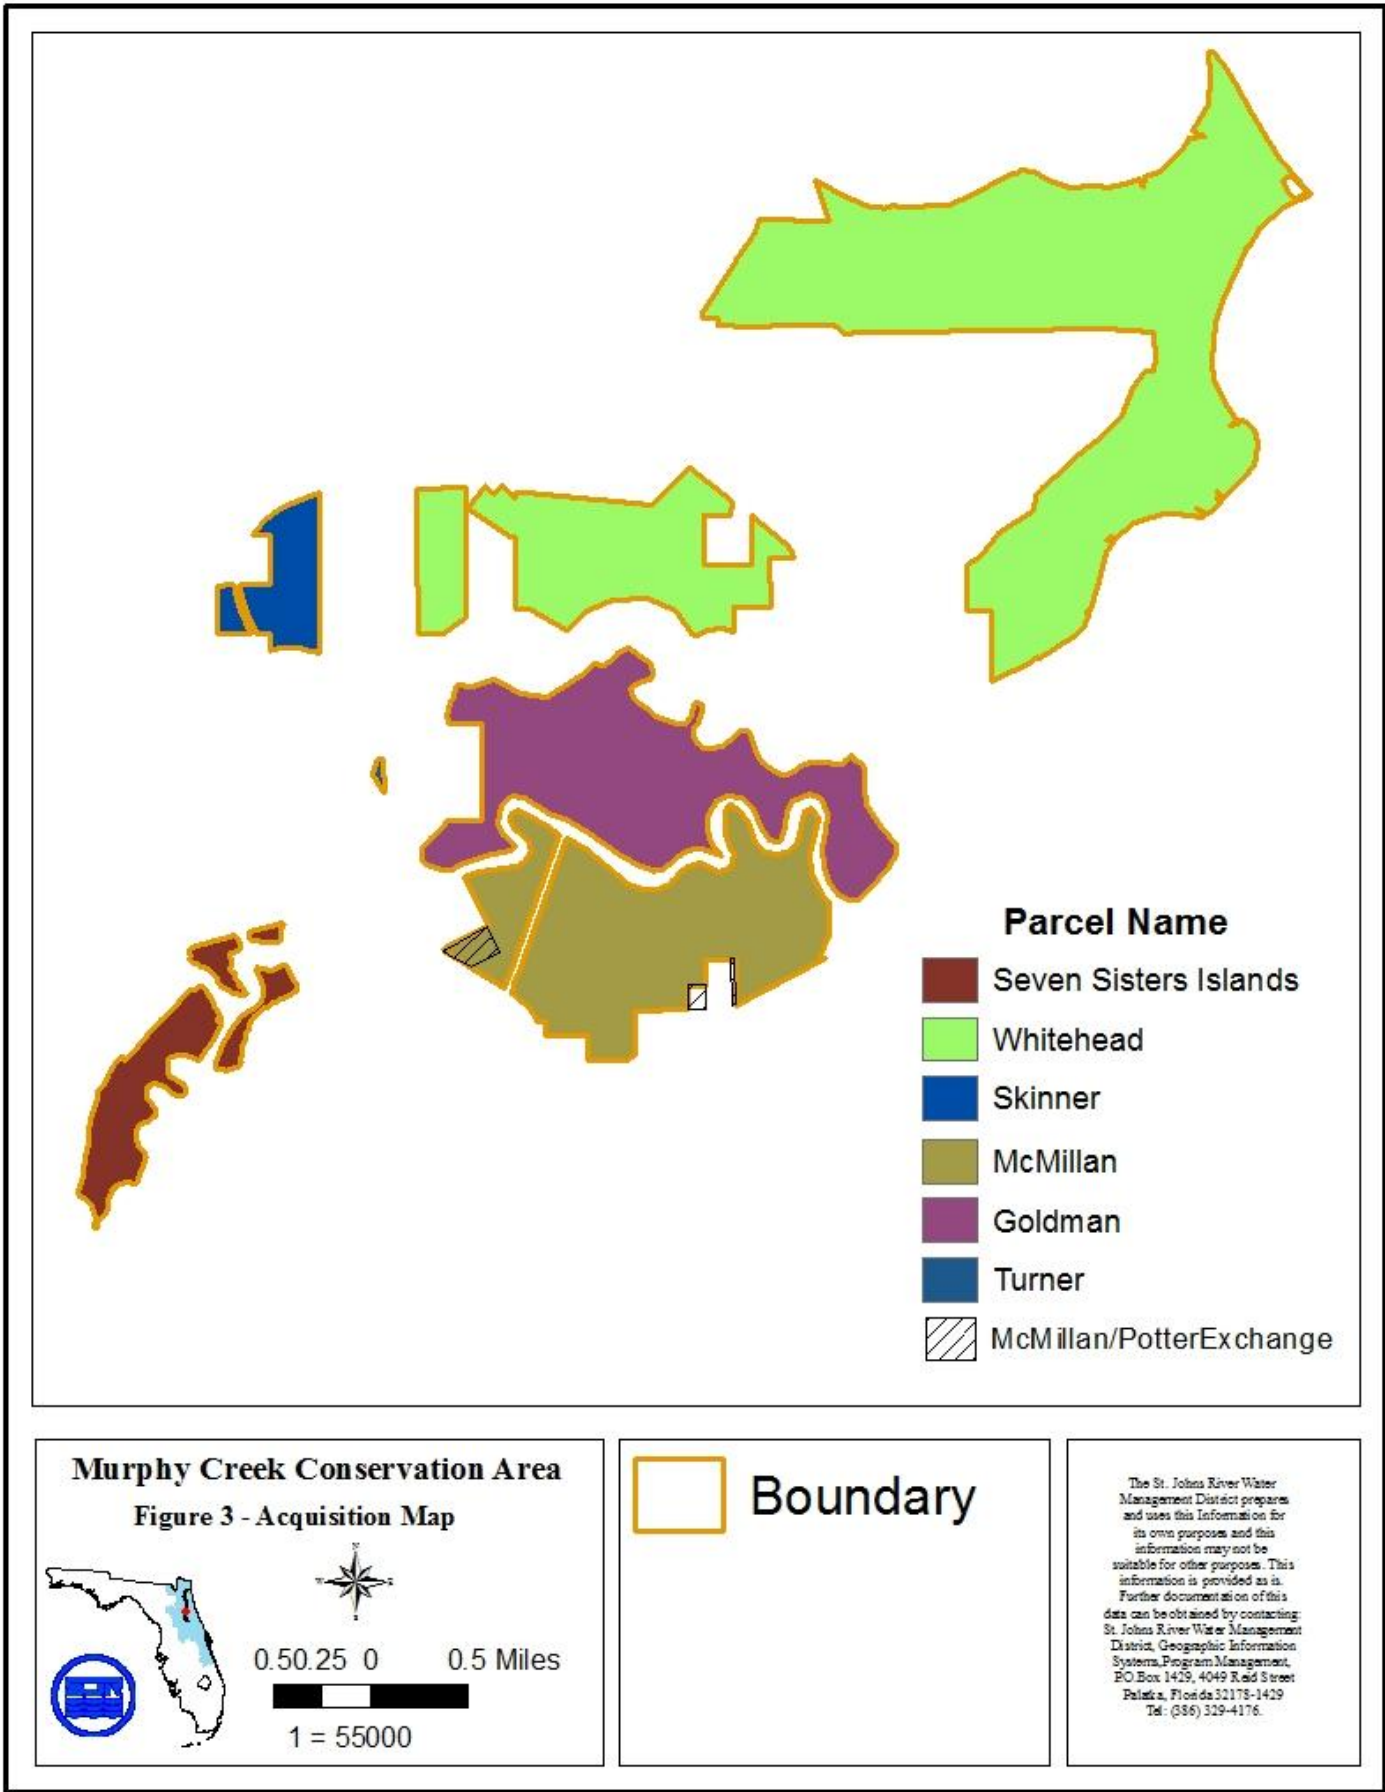 Parcel Name
Seven Sisters Islands
Whitehead
Skinner
McMillan
Goldman
Turner
McMillan/PotterExchange
Murphy Creek Conservation Area
Figure 3 - Acquisition Map
N
W
E
S
0.50.25 0 0.5 Miles
1 = 55000
Boundary
The St. Johns River Water
Management District prepares
and uses this Information for
its own purposes and this
information may not be
suitable for other purposes. This
information is provided as is.
Further documentation of this
data can be obtained by contacting:
St. Johns River Water Management
District, Geographic Information
Systems,Program Management,
P.O.Box 1429, 4049 Reid Street
Palatka, Florida 32178-1429
Tel: (386) 329-4176.